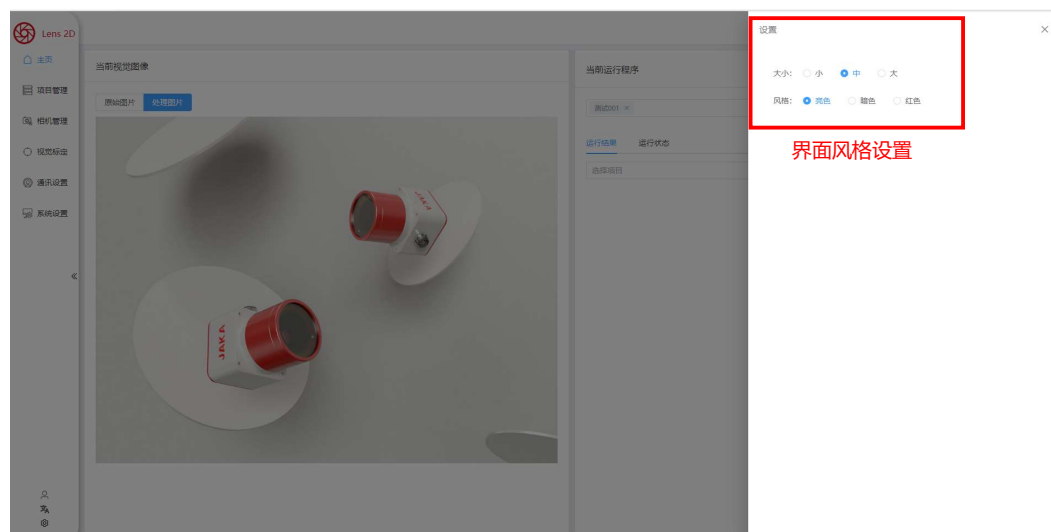 Lens 2D
主页
项目管理
相机管理
视觉标定
通讯设置
系统设置
当前视觉图像
原始图片 处理图片
JAKA
JAKA
当前运行程序
测试001 ×
运行结果 运行状态
选择项目
设置
大小: 小 中 大
风格: 亮色 暗色 红色
界面风格设置